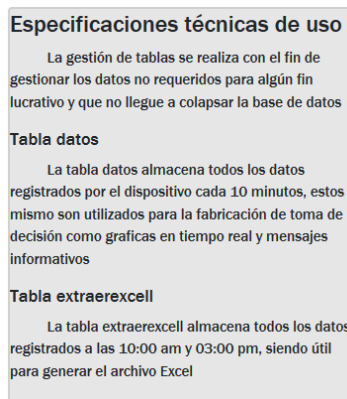 Especificaciones técnicas de uso
La gestión de tablas se realiza con el fin de
gestionar los datos no requeridos para algún fin
lucrativo y que no llegue a colapsar la base de datos
Tabla datos
La tabla datos almacena todos los datos
registrados por el dispositivo cada 10 minutos, estos
mismo son utilizados para la fabricación de toma de
decisión como graficas en tiempo real y mensajes
informativos
Tabla extraerexcell
La tabla extraerexcell almacena todos los datos
registrados a las 10:00 am y 03:00 pm, siendo útil
para generar el archivo Excel